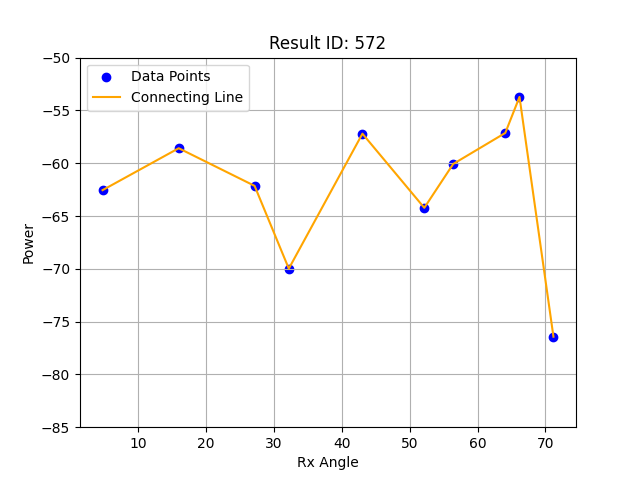 Result ID: 572
Data Points
Connecting Line
−50
−55
−60
−65
−70
−75
−80
−85
Power
10 20 30 40 50 60 70
Rx Angle